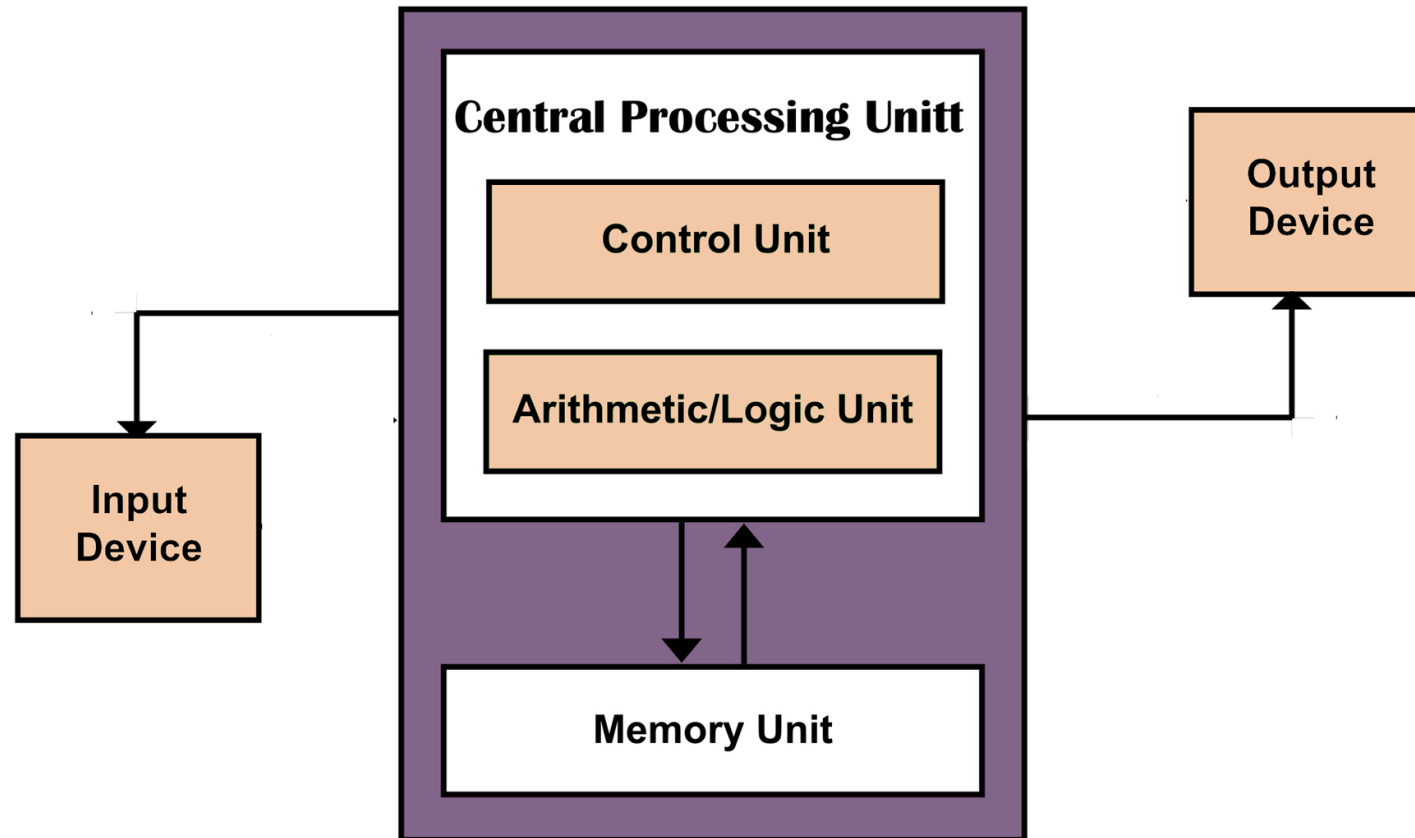 Central Processing Unitt
Control Unit
Arithmetic/Logic Unit
Memory Unit
Input
Device
Output
Device